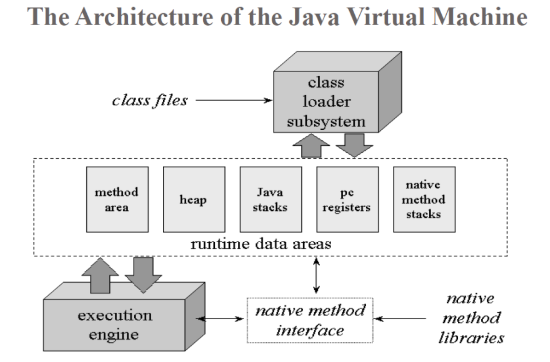 The Architecture of the Java Virtual Machine
class files
class
loader
subsystem
method
area
heap
Java
stacks
pc
registers
native
method
stacks
runtime data areas
execution
engine
native method
interface
native
method
libraries